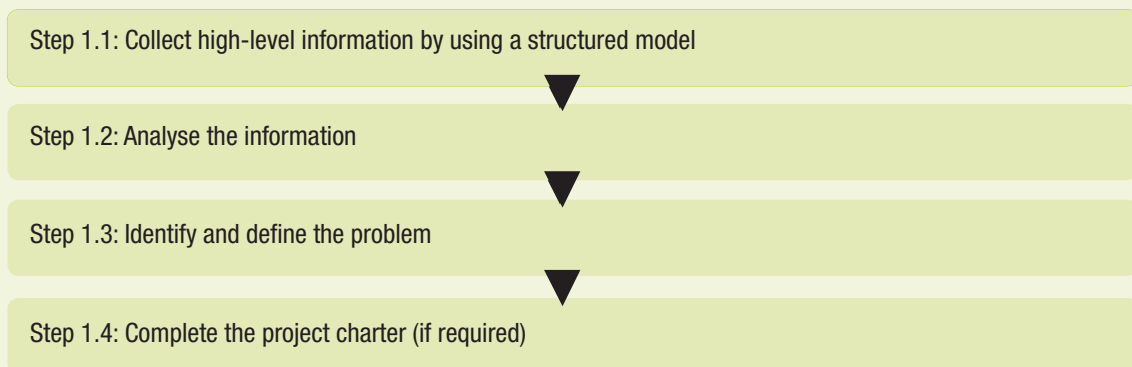 Step 1.1: Collect high-level information by using a structured model
Step 1.2: Analyse the information
Step 1.3: Identify and define the problem
Step 1.4: Complete the project charter (if required)